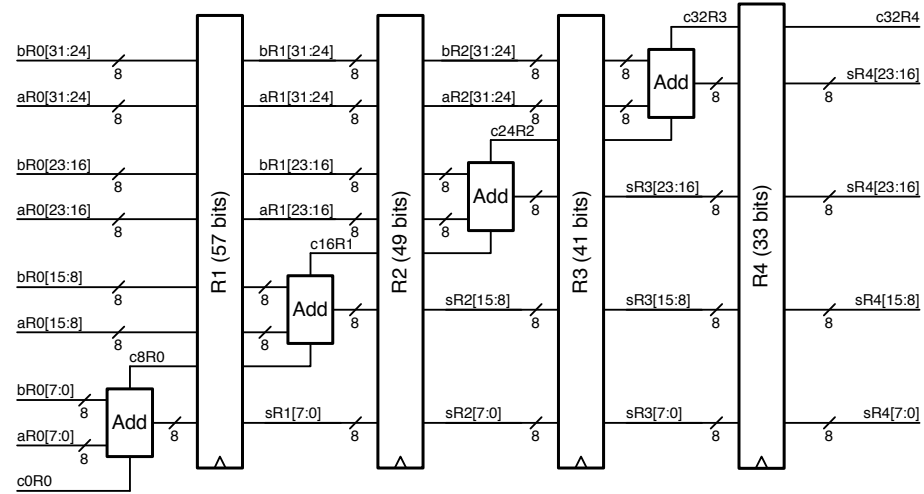 c32R3 c32R4
bR0[31:24] bR1[31:24] bR2[31:24]
8 8 8 8
Add
sR4[23:16]
8 8
aR0[31:24] aR1[31:24] aR2[31:24]
8 8 8 8
c24R2
bR0[23:16] bR1[23:16]
8 8 8
Add
sR3[23:16] sR4[23:16]
8 8 8
aR0[23:16] aR1[23:16]
8 8 8
R1 (57 bits)
R2 (49 bits)
R3 (41 bits)
R4 (33 bits)
c16R1
bR0[15:8]
8 8
Add
sR2[15:8] sR3[15:8] sR4[15:8]
8 8 8 8
aR0[15:8]
8 8
c8R0
bR0[7:0]
8
Add
sR1[7:0] sR2[7:0] sR3[7:0] sR4[7:0]
8 8 8 8 8
aR0[7:0]
8
c0R0